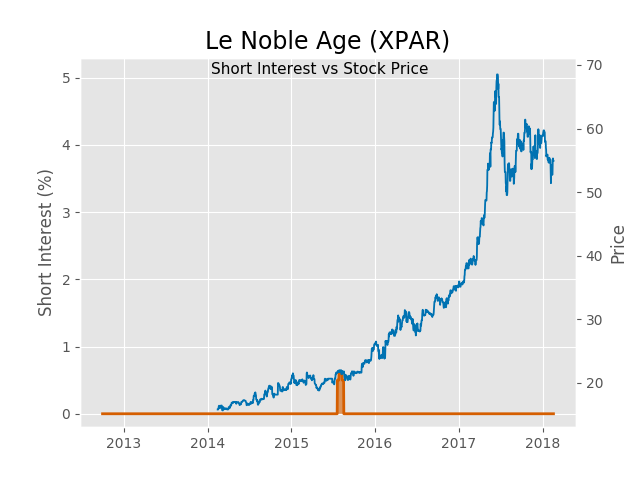 Le Noble Age (XPAR)
Short Interest vs Stock Price
Short Interest (%)
5
4
3
2
1
0
70
60
50
40
30
20
Price
2013 2014 2015 2016 2017 2018